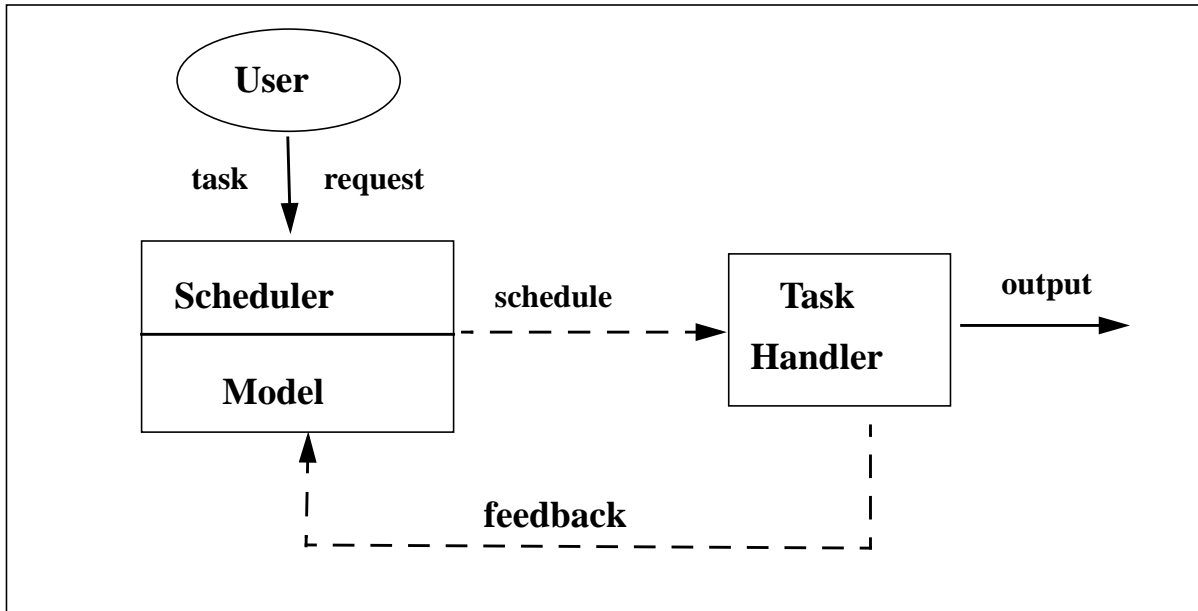 User
task request
Scheduler
schedule
Task
Handler
output
Model
feedback